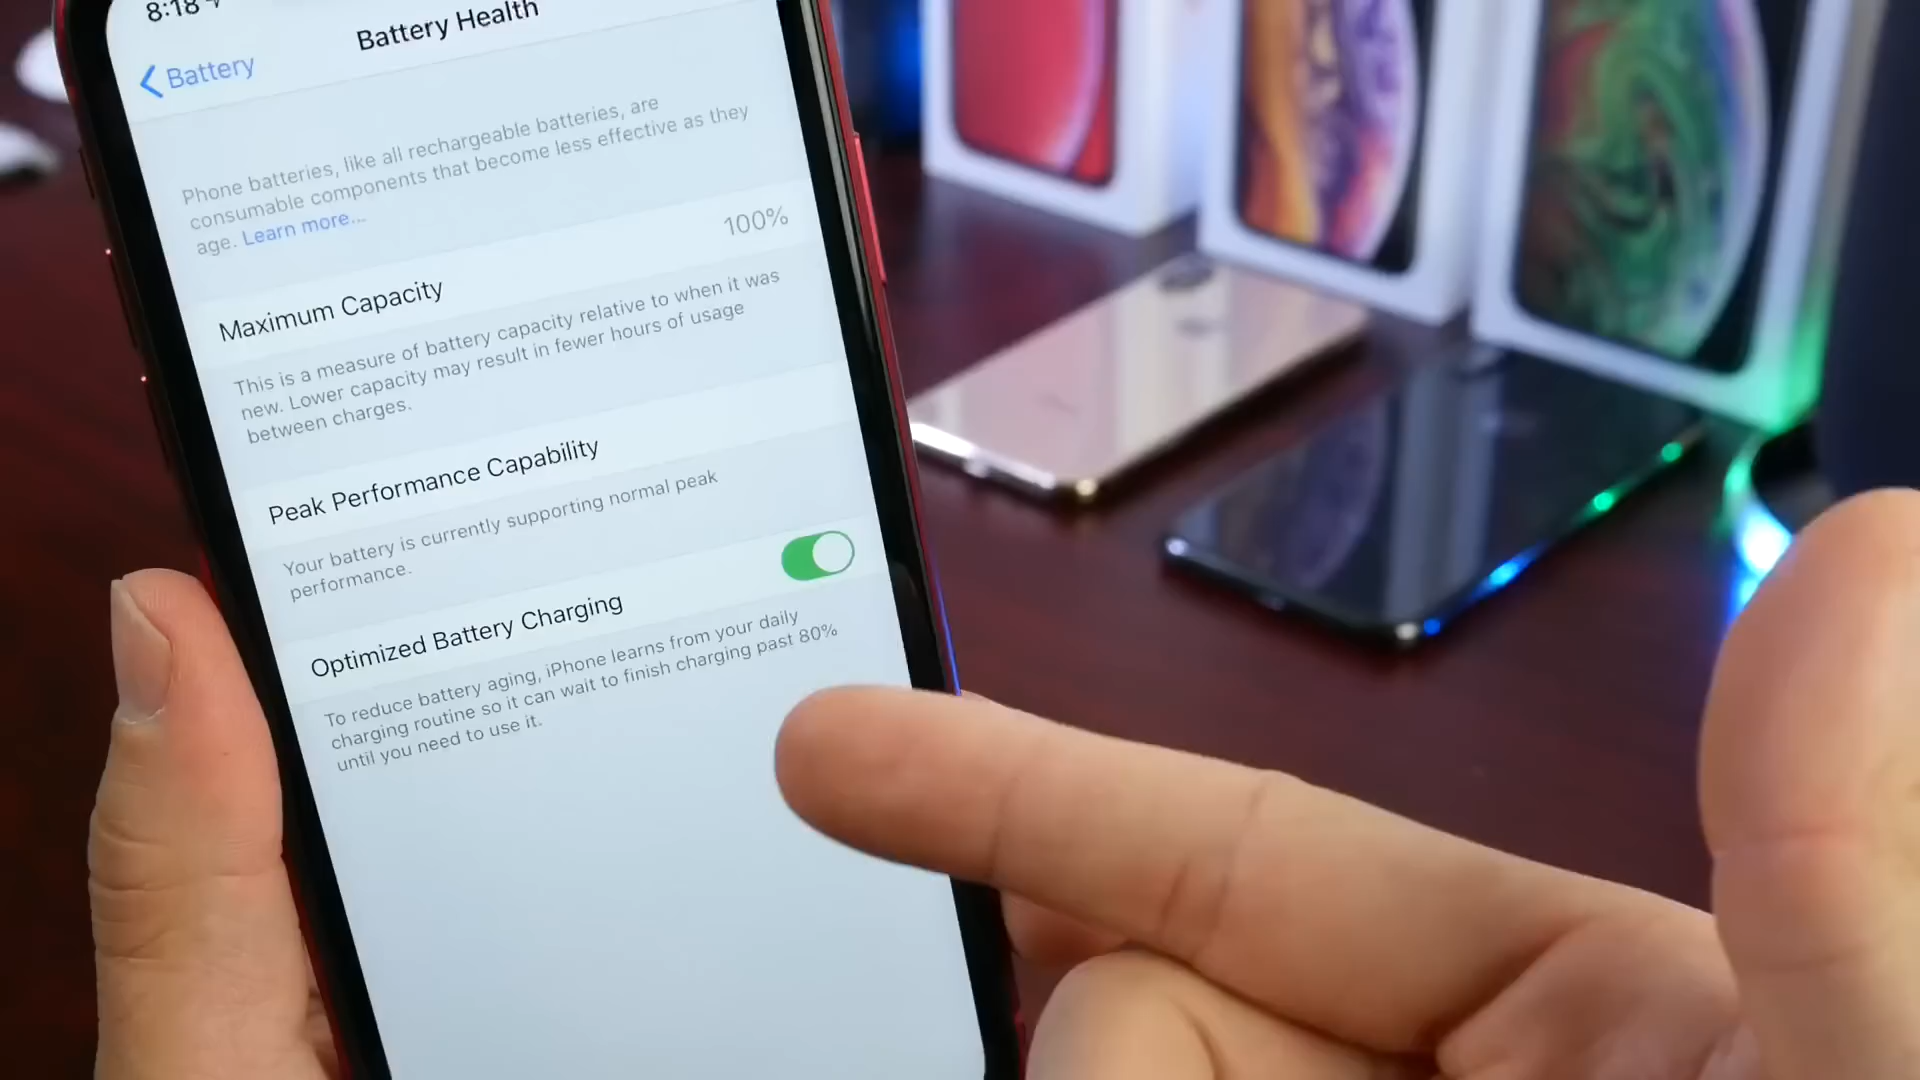 8:18
Battery
Battery Health
Phone batteries, like all rechargeable batteries, are
consumable components that become less effective as they
age. Learn more...
Maximum Capacity
100%
This is a measure of battery capacity relative to when it was
new. Lower capacity may result in fewer hours of usage
between charges.
Peak Performance Capability
Your battery is currently supporting normal peak
performance.
Optimized Battery Charging
To reduce battery aging, iPhone learns from your daily
charging routine so it can wait to finish charging past 80%
until you need to use it.